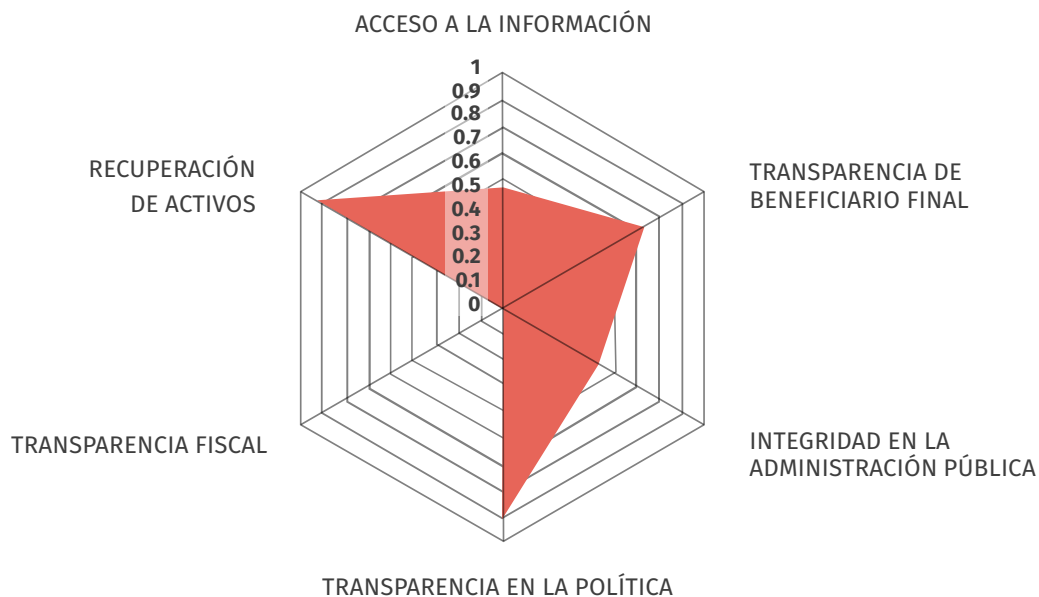 ACCESO A LA INFORMACIÓN
1
0.9
0.8
0.7
0.6
0.5
0.4
0.3
0.2
0.1
0
RECUPERACIÓN
DE ACTIVOS
TRANSPARENCIA DE
BENEFICIARIO FINAL
TRANSPARENCIA FISCAL
INTEGRIDAD EN LA
ADMINISTRACIÓN PÚBLICA
TRANSPARENCIA EN LA POLÍTICA